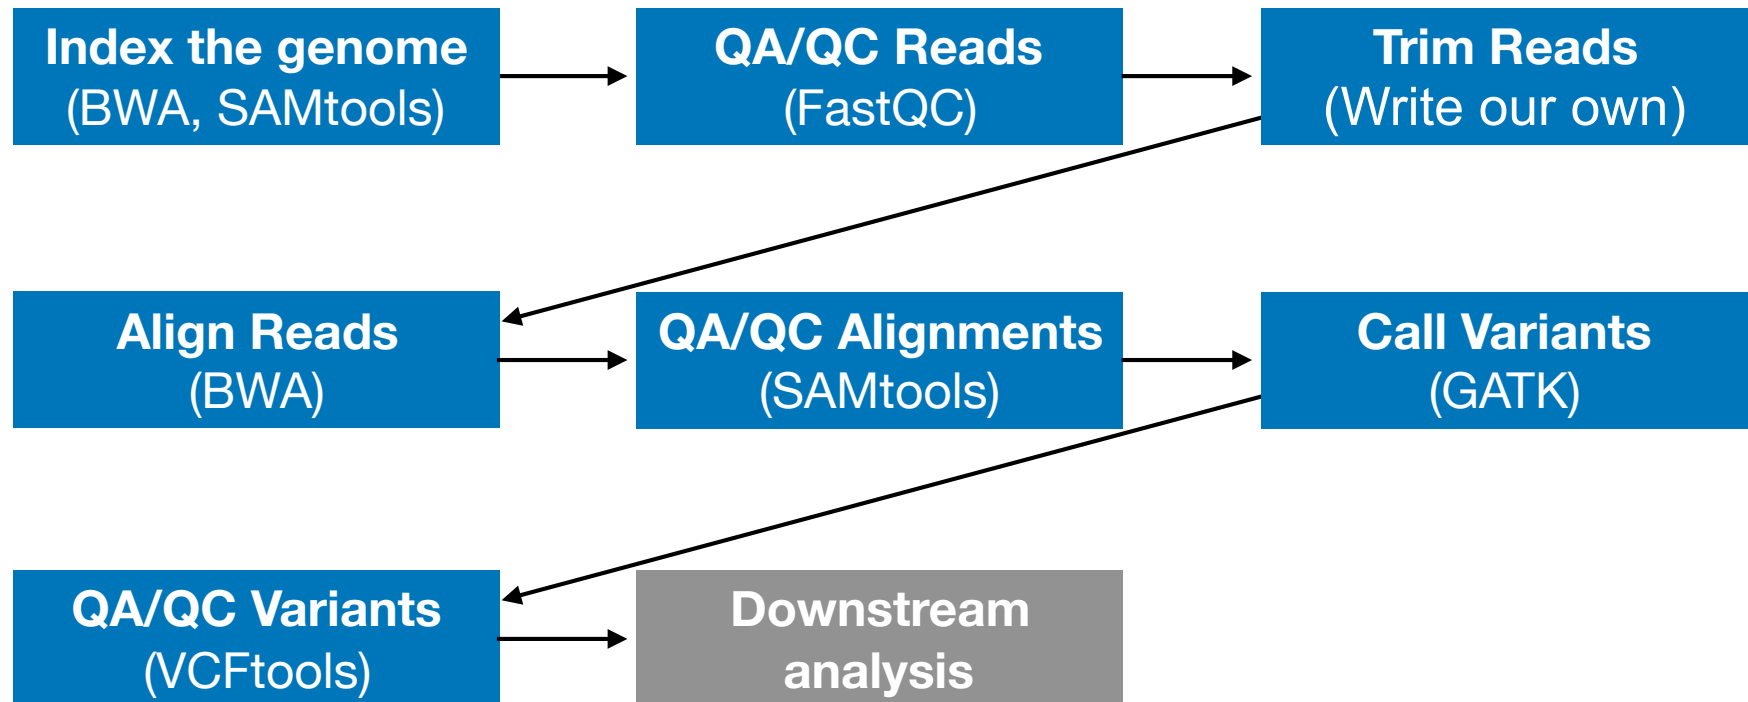 Index the genome
(BWA, SAMtools)
QA/QC Reads
(FastQC)
Trim Reads
(Write our own)
Align Reads
(BWA)
QA/QC Alignments
(SAMtools)
Call Variants
(GATK)
QA/QC Variants
(VCFtools)
Downstream
analysis